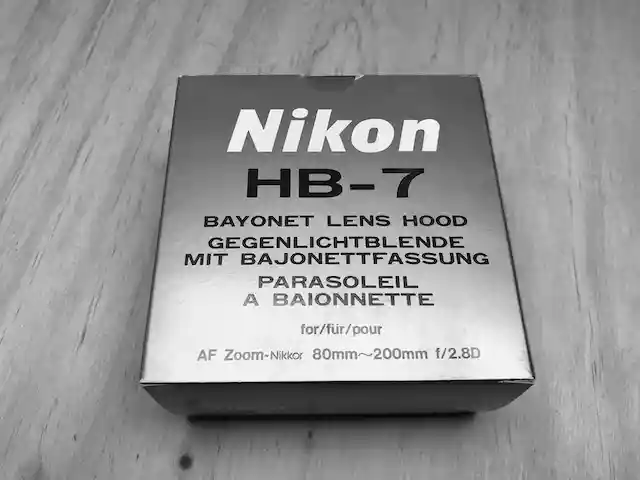 Nikon
HB-7
BAYONET LENS HOOD
GEGENLICHTBLENDE
MIT BAJONETTFASSUNG
PARASOLEIL
A BAIONNETTE
for/für/pour
AF Zoom-Nikkor 80mm~200mm f/2.8D